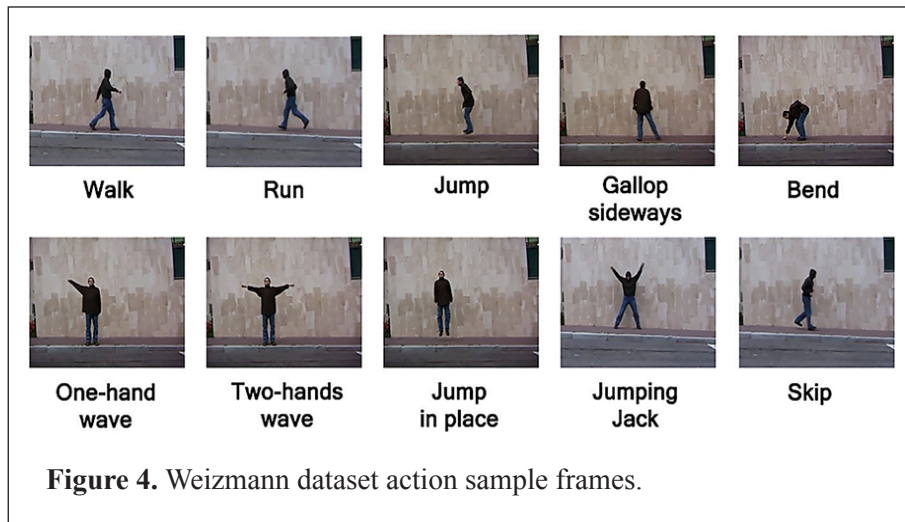 Walk
Run
Jump
Gallop
sideways
Bend
One-hand
wave
Two-hands
wave
Jump
in place
Jumping
Jack
Skip
Figure 4. Weizmann dataset action sample frames.